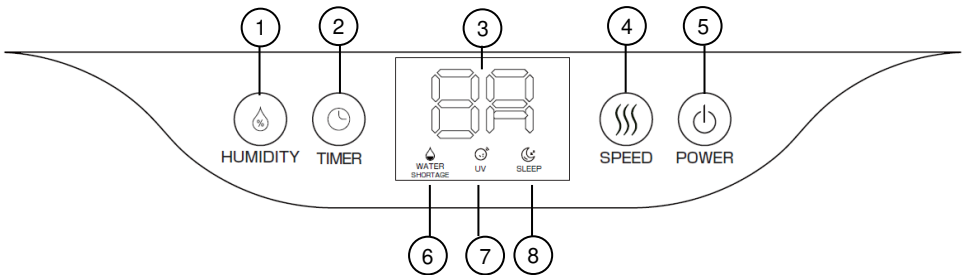 1 2 3 4 5
%
HUMIDITY TIMER SPEED POWER
WATER
SHORTAGE
UV
SLEEP
6 7 8